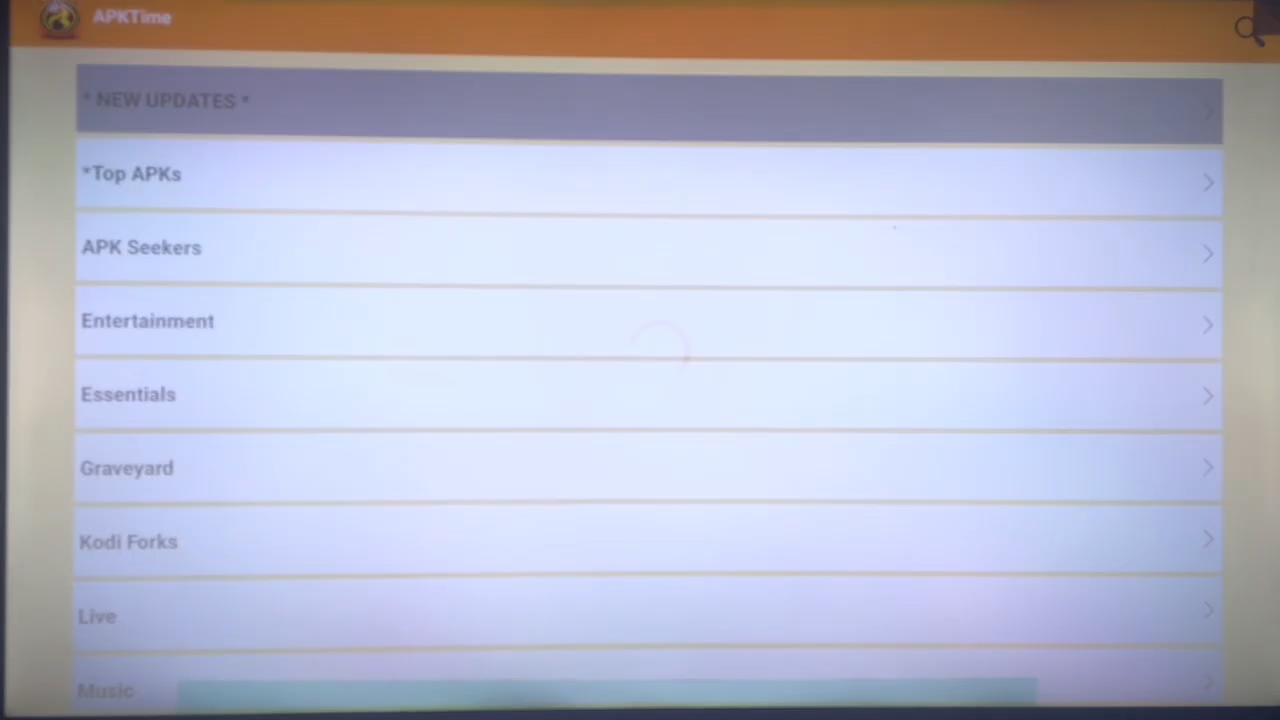 APKTime
* NEW UPDATES *
*Top APKs
APK Seekers
Entertainment
Essentials
Graveyard
Kodi Forks
Live
Music